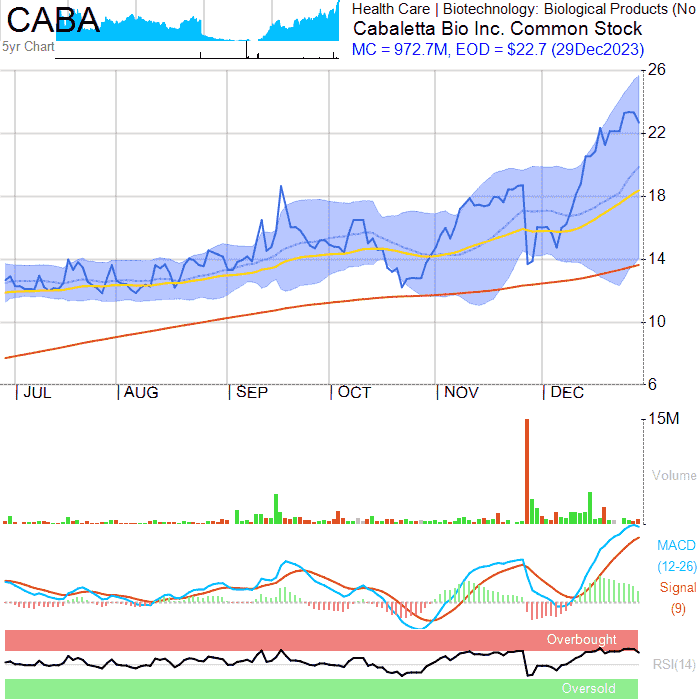 CABA
5yr Chart
Health Care | Biotechnology: Biological Products (No
Cabaletta Bio Inc. Common Stock
MC = 972.7M, EOD = $22.7 (29Dec2023)
26
22
18
14
10
6
| JUL | AUG | SEP | OCT | NOV | DEC
15M
Volume
MACD
(12-26)
Signal
(9)
Overbought
RSI(14)
Oversold